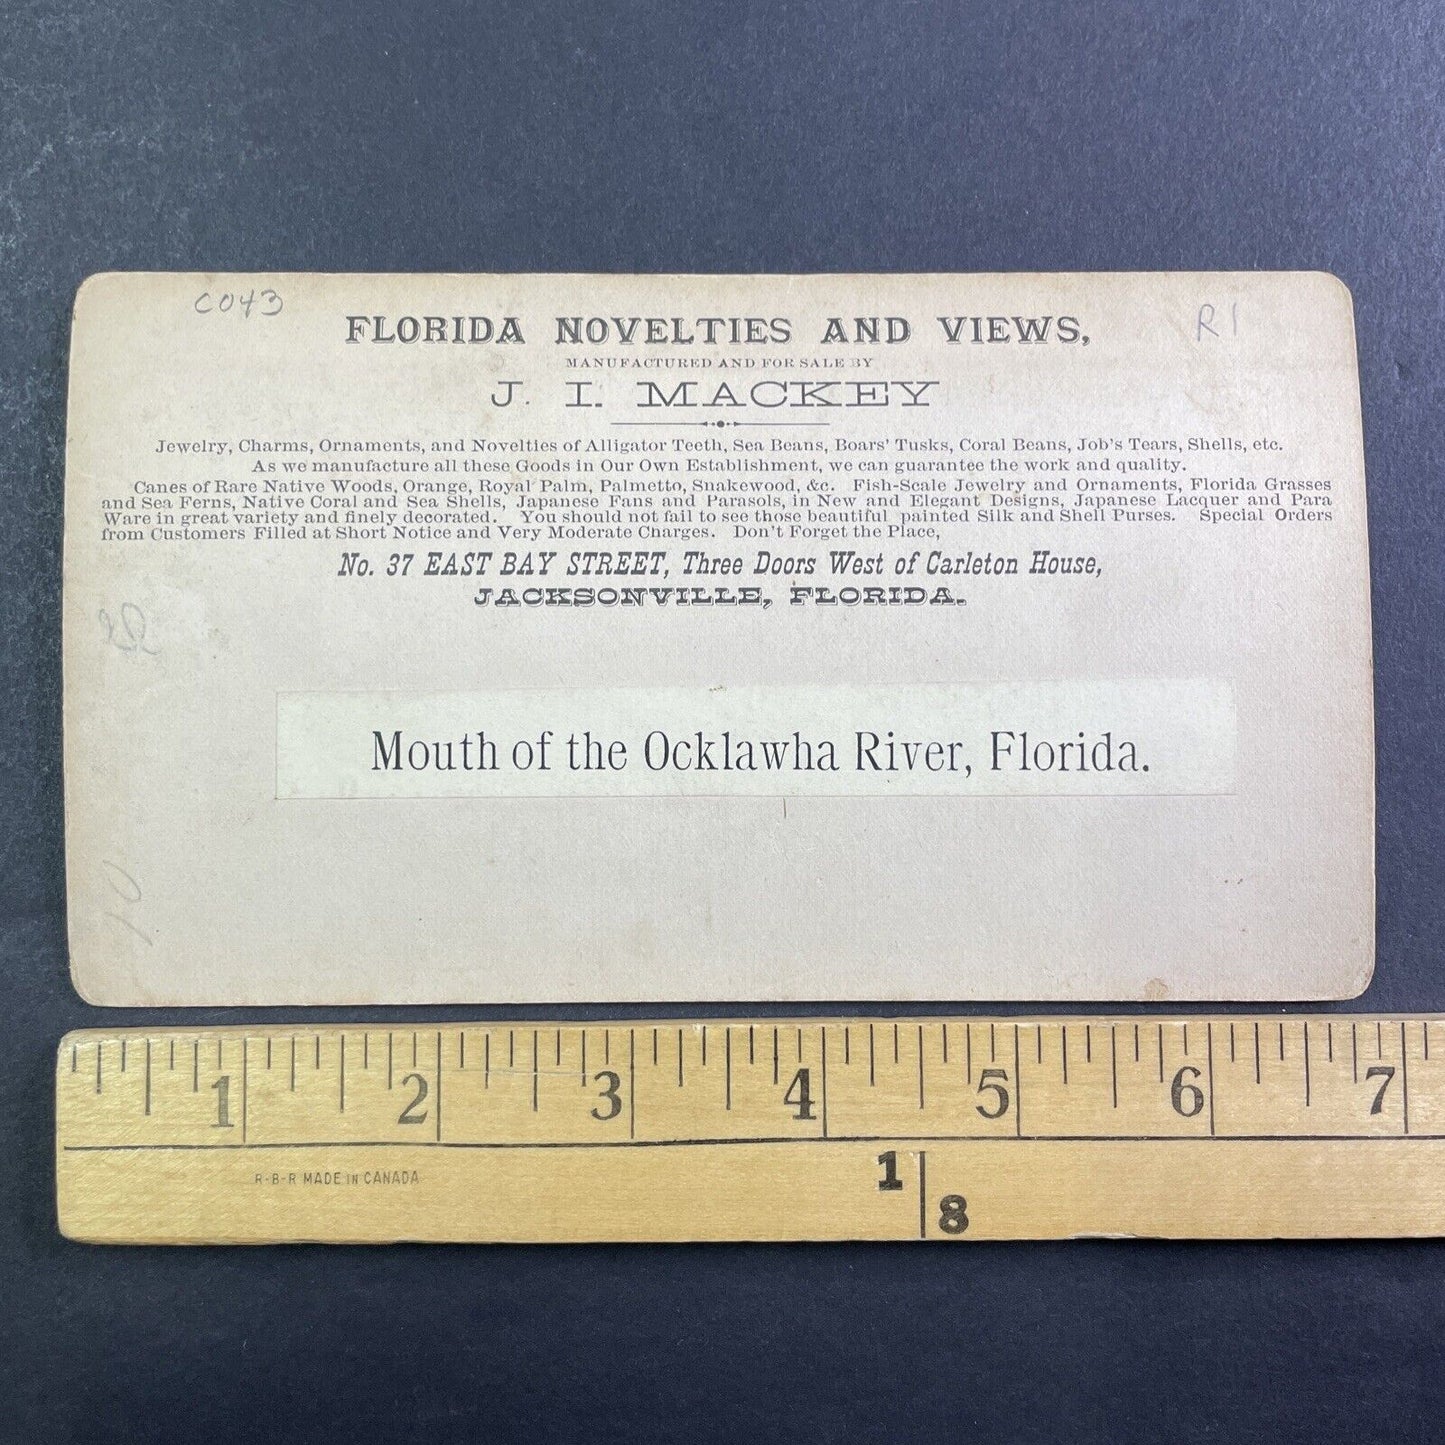 C043
R1
FLORIDA NOVELTIES AND VIEWS,
MANUFACTURED AND FOR SALE BY
J. I. MACKEY
Jewelry, Charms, Ornaments, and Novelties of Alligator Teeth, Sea Beans, Boars' Tusks, Coral Beans, Job's Tears, Shells, etc.
As we manufacture all these Goods in Our Own Establishment, we can guarantee the work and quality.
Canes of Rare Native Woods, Orange, Royal Palm, Palmetto, Snakewood, &c. Fish-Scale Jewelry and Ornaments, Florida Grasses
and Sea Ferns, Native Coral and Sea Shells, Japanese Fans and Parasols, in New and Elegant Designs, Japanese Lacquer and Para
Ware in great variety and finely decorated. You should not fail to see those beautiful painted Silk and Shell Purses. Special Orders
from Customers Filled at Short Notice and Very Moderate Charges. Don't Forget the Place,
No. 37 EAST BAY STREET, Three Doors West of Carleton House,
JACKSONVILLE, FLORIDA.
Mouth of the Ocklawha River, Florida.
10
1 2 3 4 5 6 7
R·B·R MADE IN CANADA
1 8